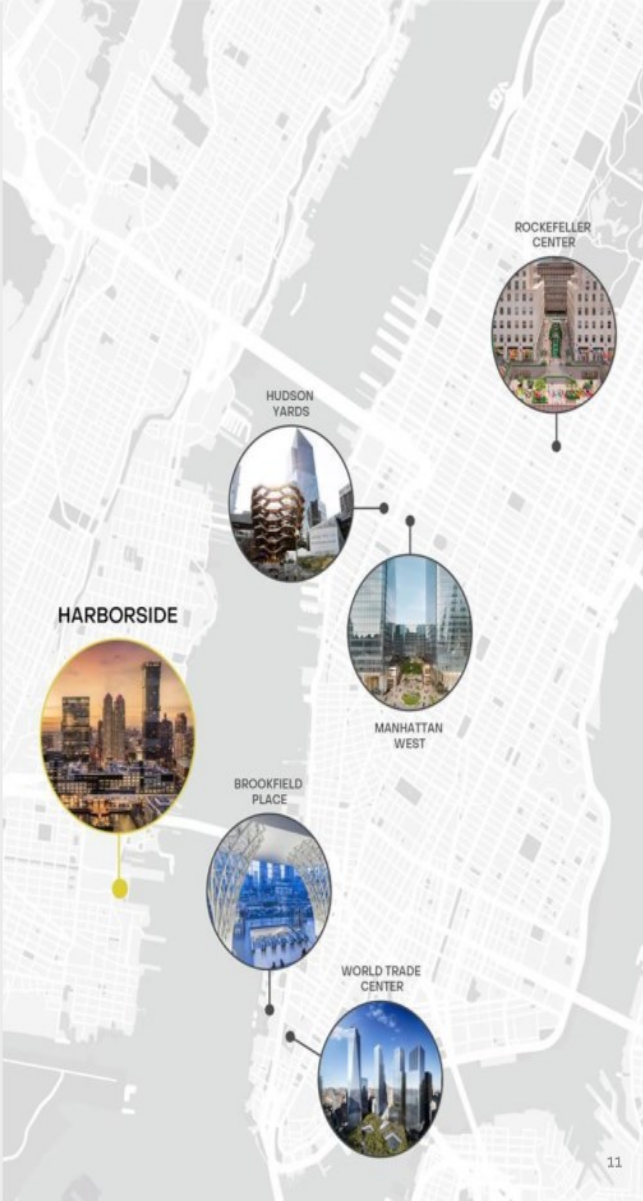 ROCKEFELLER
CENTER
HUDSON
YARDS
HARBORSIDE
MANHATTAN
WEST
BROOKFIELD
PLACE
WORLD TRADE
CENTER
11